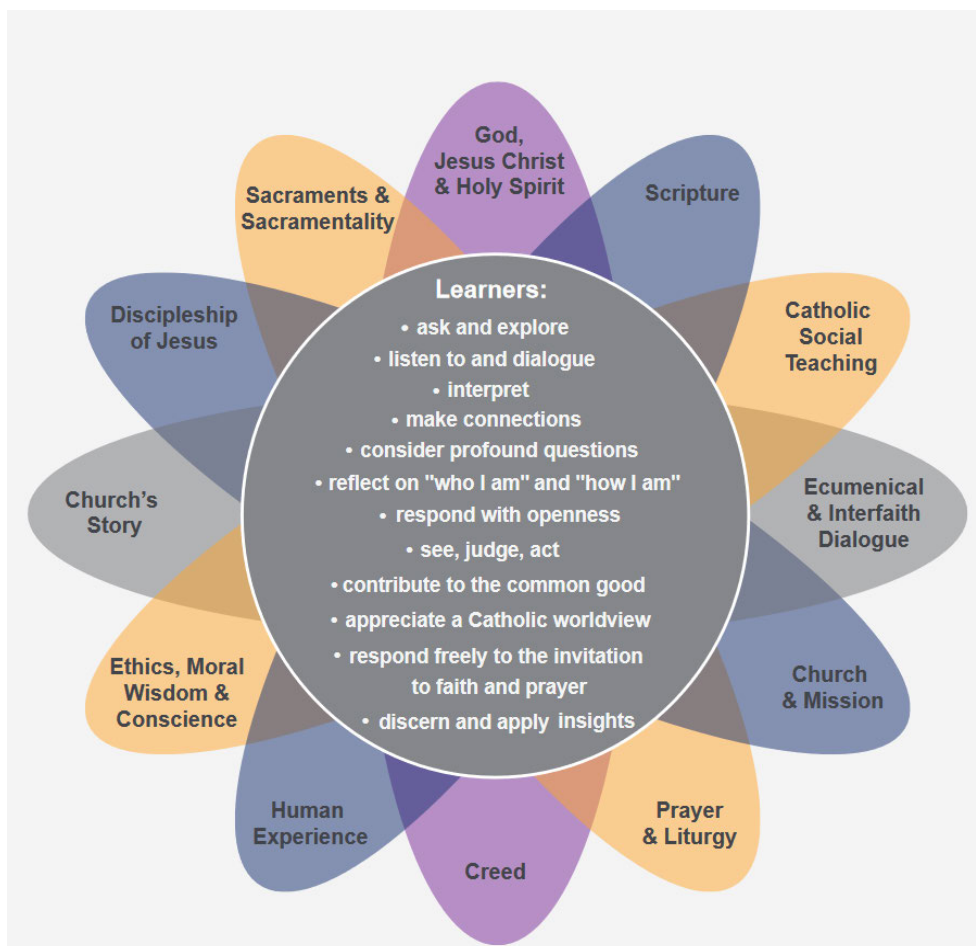 God,
Jesus Christ
& Holy Spirit
Scripture
Catholic
Social
Teaching
Ecumenical
& Interfaith
Dialogue
Church
& Mission
Prayer
& Liturgy
Creed
Human
Experience
Ethics, Moral
Wisdom &
Conscience
Church’s
Story
Discipleship
of Jesus
Sacraments &
Sacramentality
Learners:
• ask and explore
• listen to and dialogue
• interpret
• make connections
• consider profound questions
• reflect on "who I am" and "how I am"
• respond with openness
• see, judge, act
• contribute to the common good
• appreciate a Catholic worldview
• respond freely to the invitation
to faith and prayer
• discern and apply insights